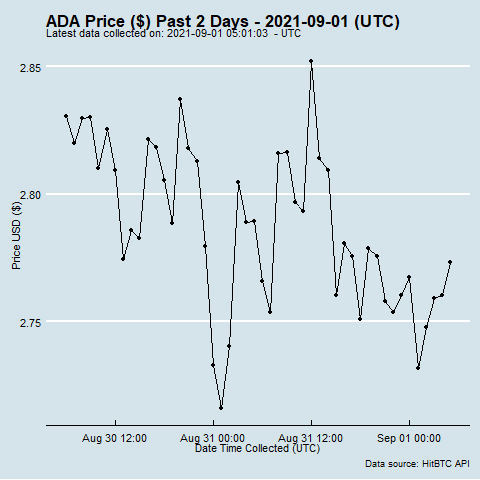 ADA Price ($) Past 2 Days - 2021-09-01 (UTC)
Latest data collected on: 2021-09-01 05:01:03  - UTC
2.85
2.80
2.75
Price USD ($)
Aug 30 12:00
Aug 31 00:00
Aug 31 12:00
Sep 01 00:00
Date Time Collected (UTC)
Data source: HitBTC API